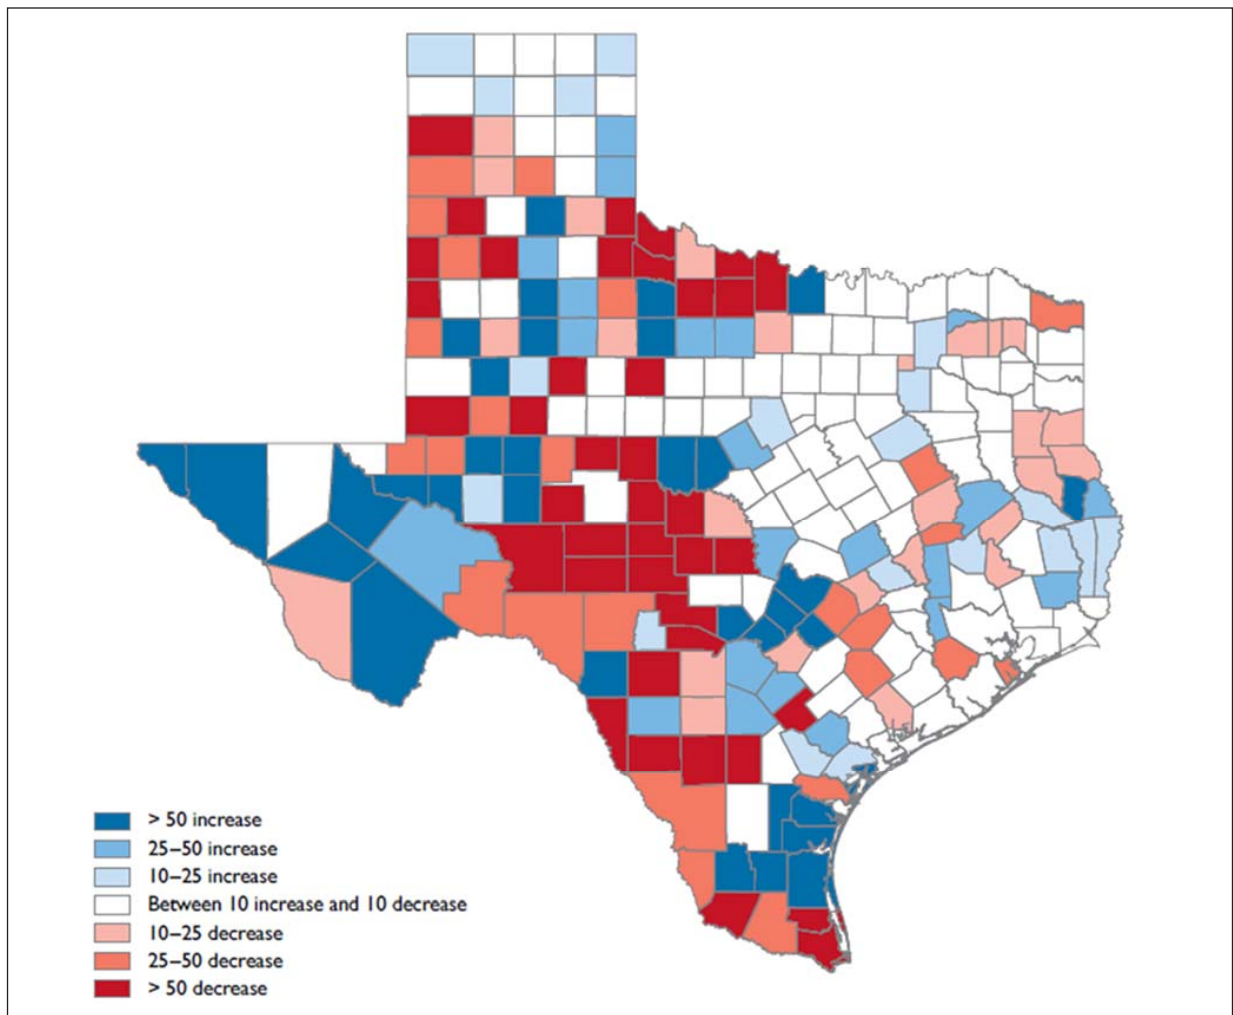 > 50 increase
25–50 increase
10–25 increase
Between 10 increase and 10 decrease
10–25 decrease
25–50 decrease
> 50 decrease